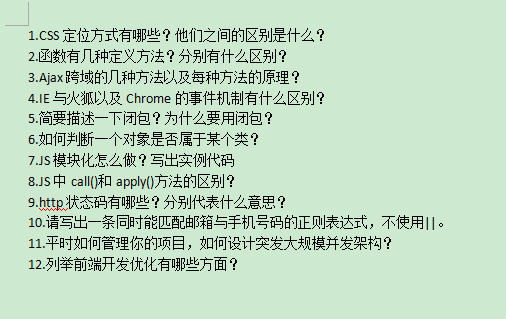 1.CSS 定位方式有哪些？他们之间的区别是什么？
2.函数有几种定义方法？分别有什么区别？
3.Ajax 跨域的几种方法以及每种方法的原理？
4.IE 与火狐以及 Chrome 的事件机制有什么区别？
5.简要描述一下闭包？为什么要用闭包？
6.如何判断一个对象是否属于某个类？
7.JS 模块化怎么做？写出实例代码
8.JS 中 call()和 apply()方法的区别？
9.http 状态码有哪些？分别代表什么意思？
10.请写出一条同时能匹配邮箱与手机号码的正则表达式，不使用||。
11.平时如何管理你的项目，如何设计突发大规模并发架构？
12.列举前端开发优化有哪些方面？